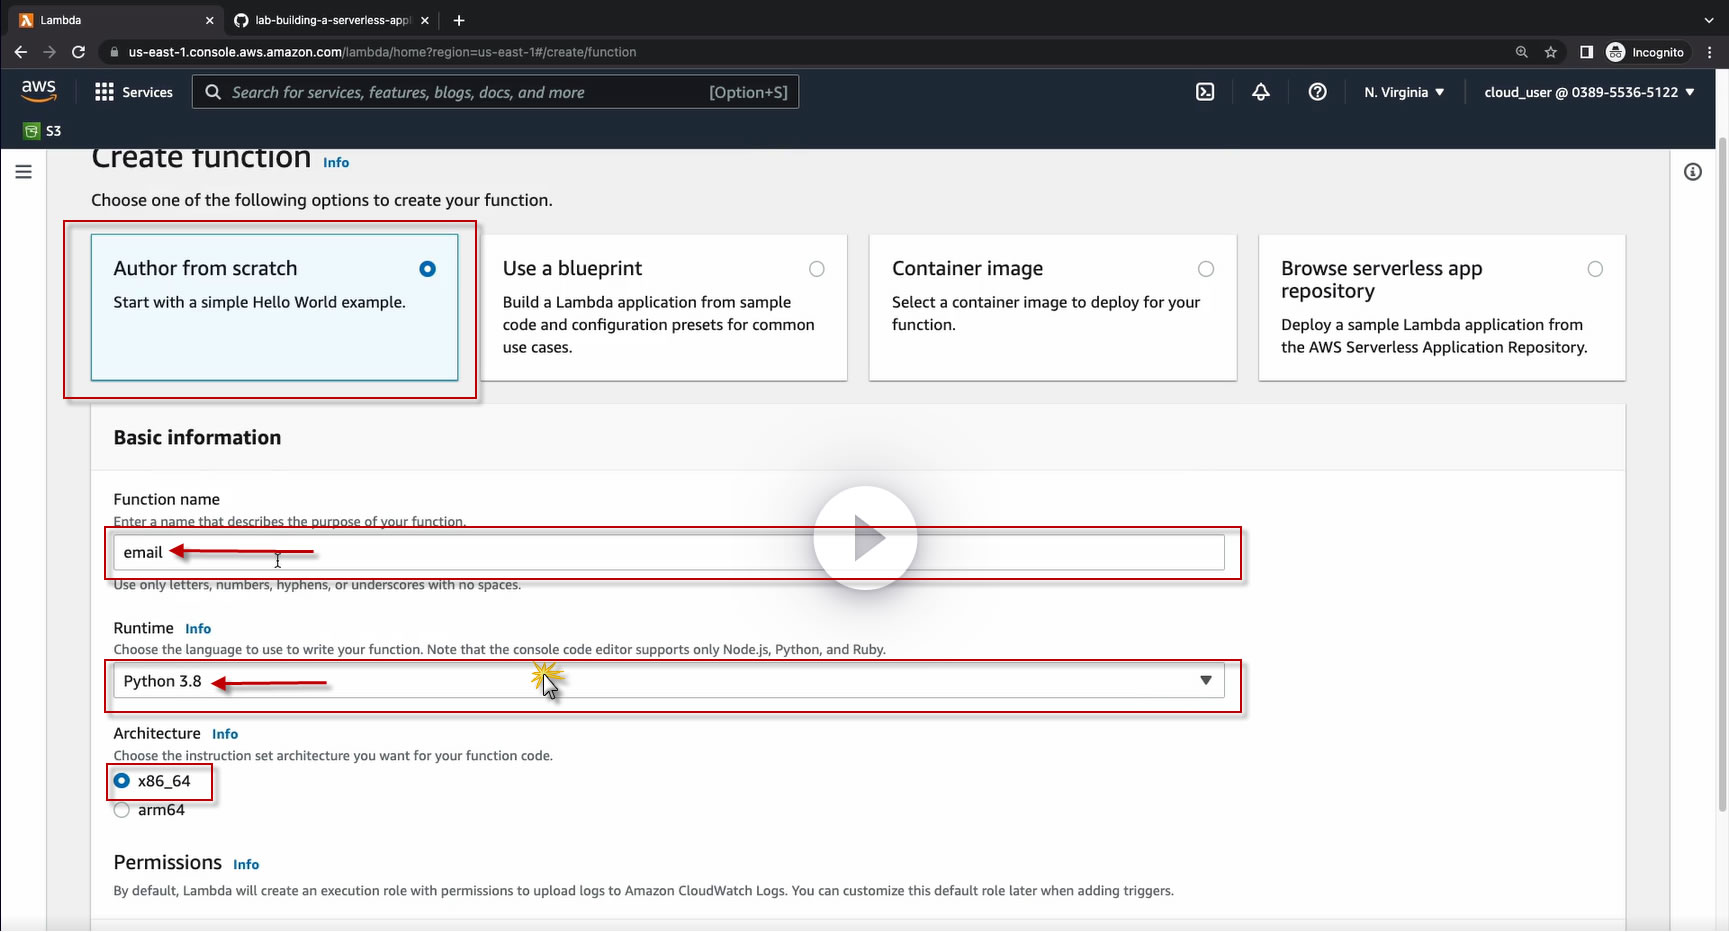 Lambda
lab-building-a-serverless-appl
us-east-1.console.aws.amazon.com/lambda/home?region=us-east-1#/create/function
Incognito
aws
Services
Search for services, features, blogs, docs, and more
[Option+S]
N. Virginia
cloud_user @ 0389-5536-5122
S3
Create function Info
Choose one of the following options to create your function.
Author from scratch
Start with a simple Hello World example.
Use a blueprint
Build a Lambda application from sample
code and configuration presets for common
use cases.
Container image
Select a container image to deploy for your
function.
Browse serverless app
repository
Deploy a sample Lambda application from
the AWS Serverless Application Repository.
Basic information
Function name
Enter a name that describes the purpose of your function.
email
Use only letters, numbers, hyphens, or underscores with no spaces.
Runtime Info
Choose the language to use to write your function. Note that the console code editor supports only Node.js, Python, and Ruby.
Python 3.8
Architecture Info
Choose the instruction set architecture you want for your function code.
x86_64
arm64
Permissions Info
By default, Lambda will create an execution role with permissions to upload logs to Amazon CloudWatch Logs. You can customize this default role later when adding triggers.